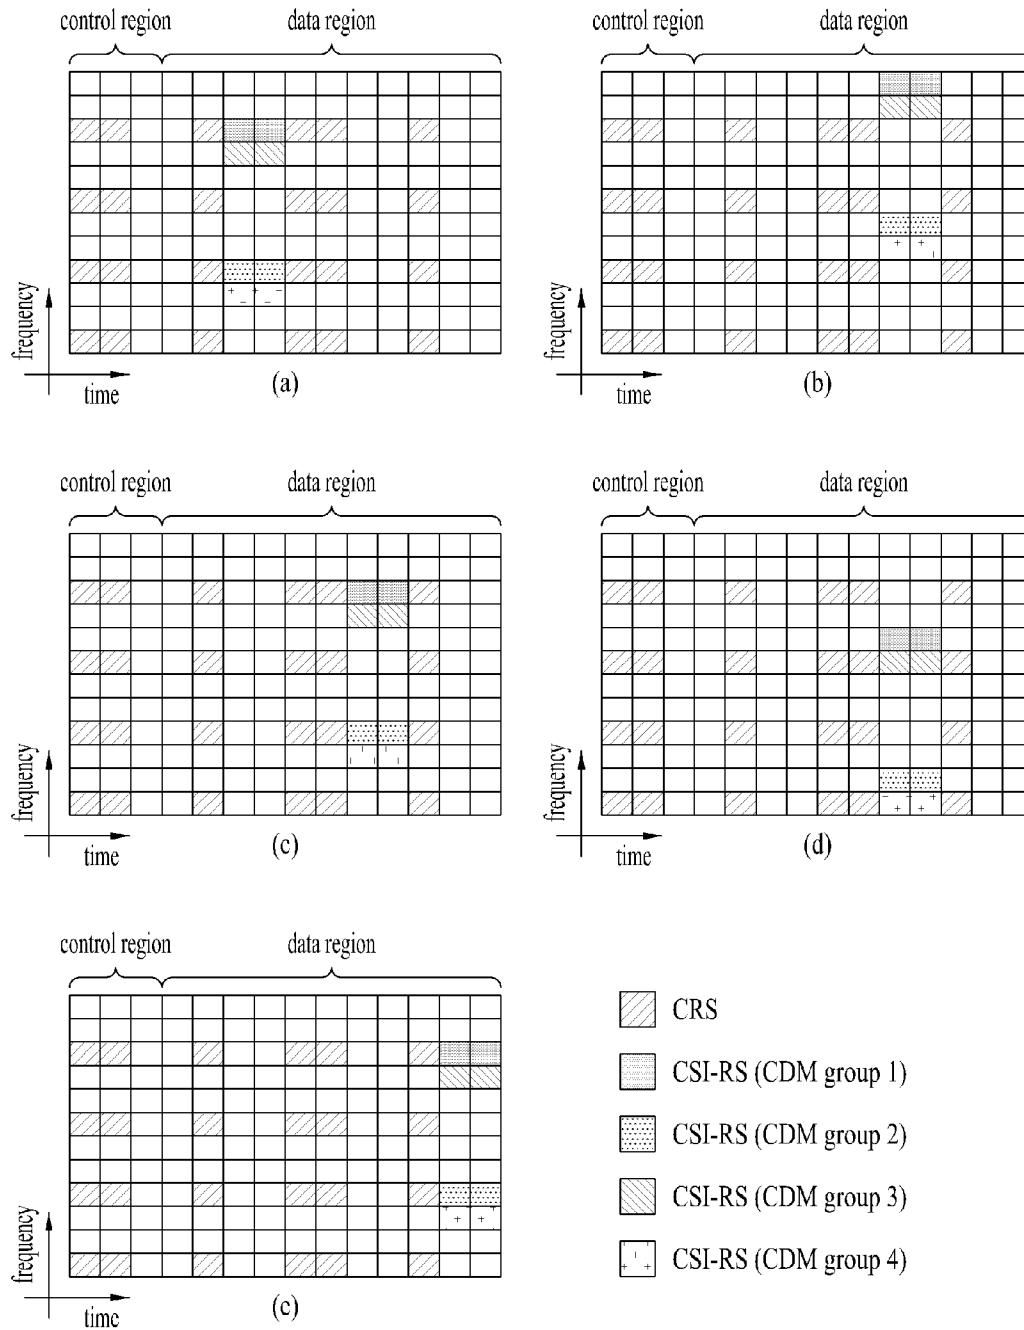 control region
data region
frequency
time
(a)
control region
data region
frequency
time
(b)
control region
data region
frequency
time
(c)
control region
data region
frequency
time
(d)
control region
data region
frequency
time
(c)
CRS
CSI-RS (CDM group 1)
CSI-RS (CDM group 2)
CSI-RS (CDM group 3)
CSI-RS (CDM group 4)